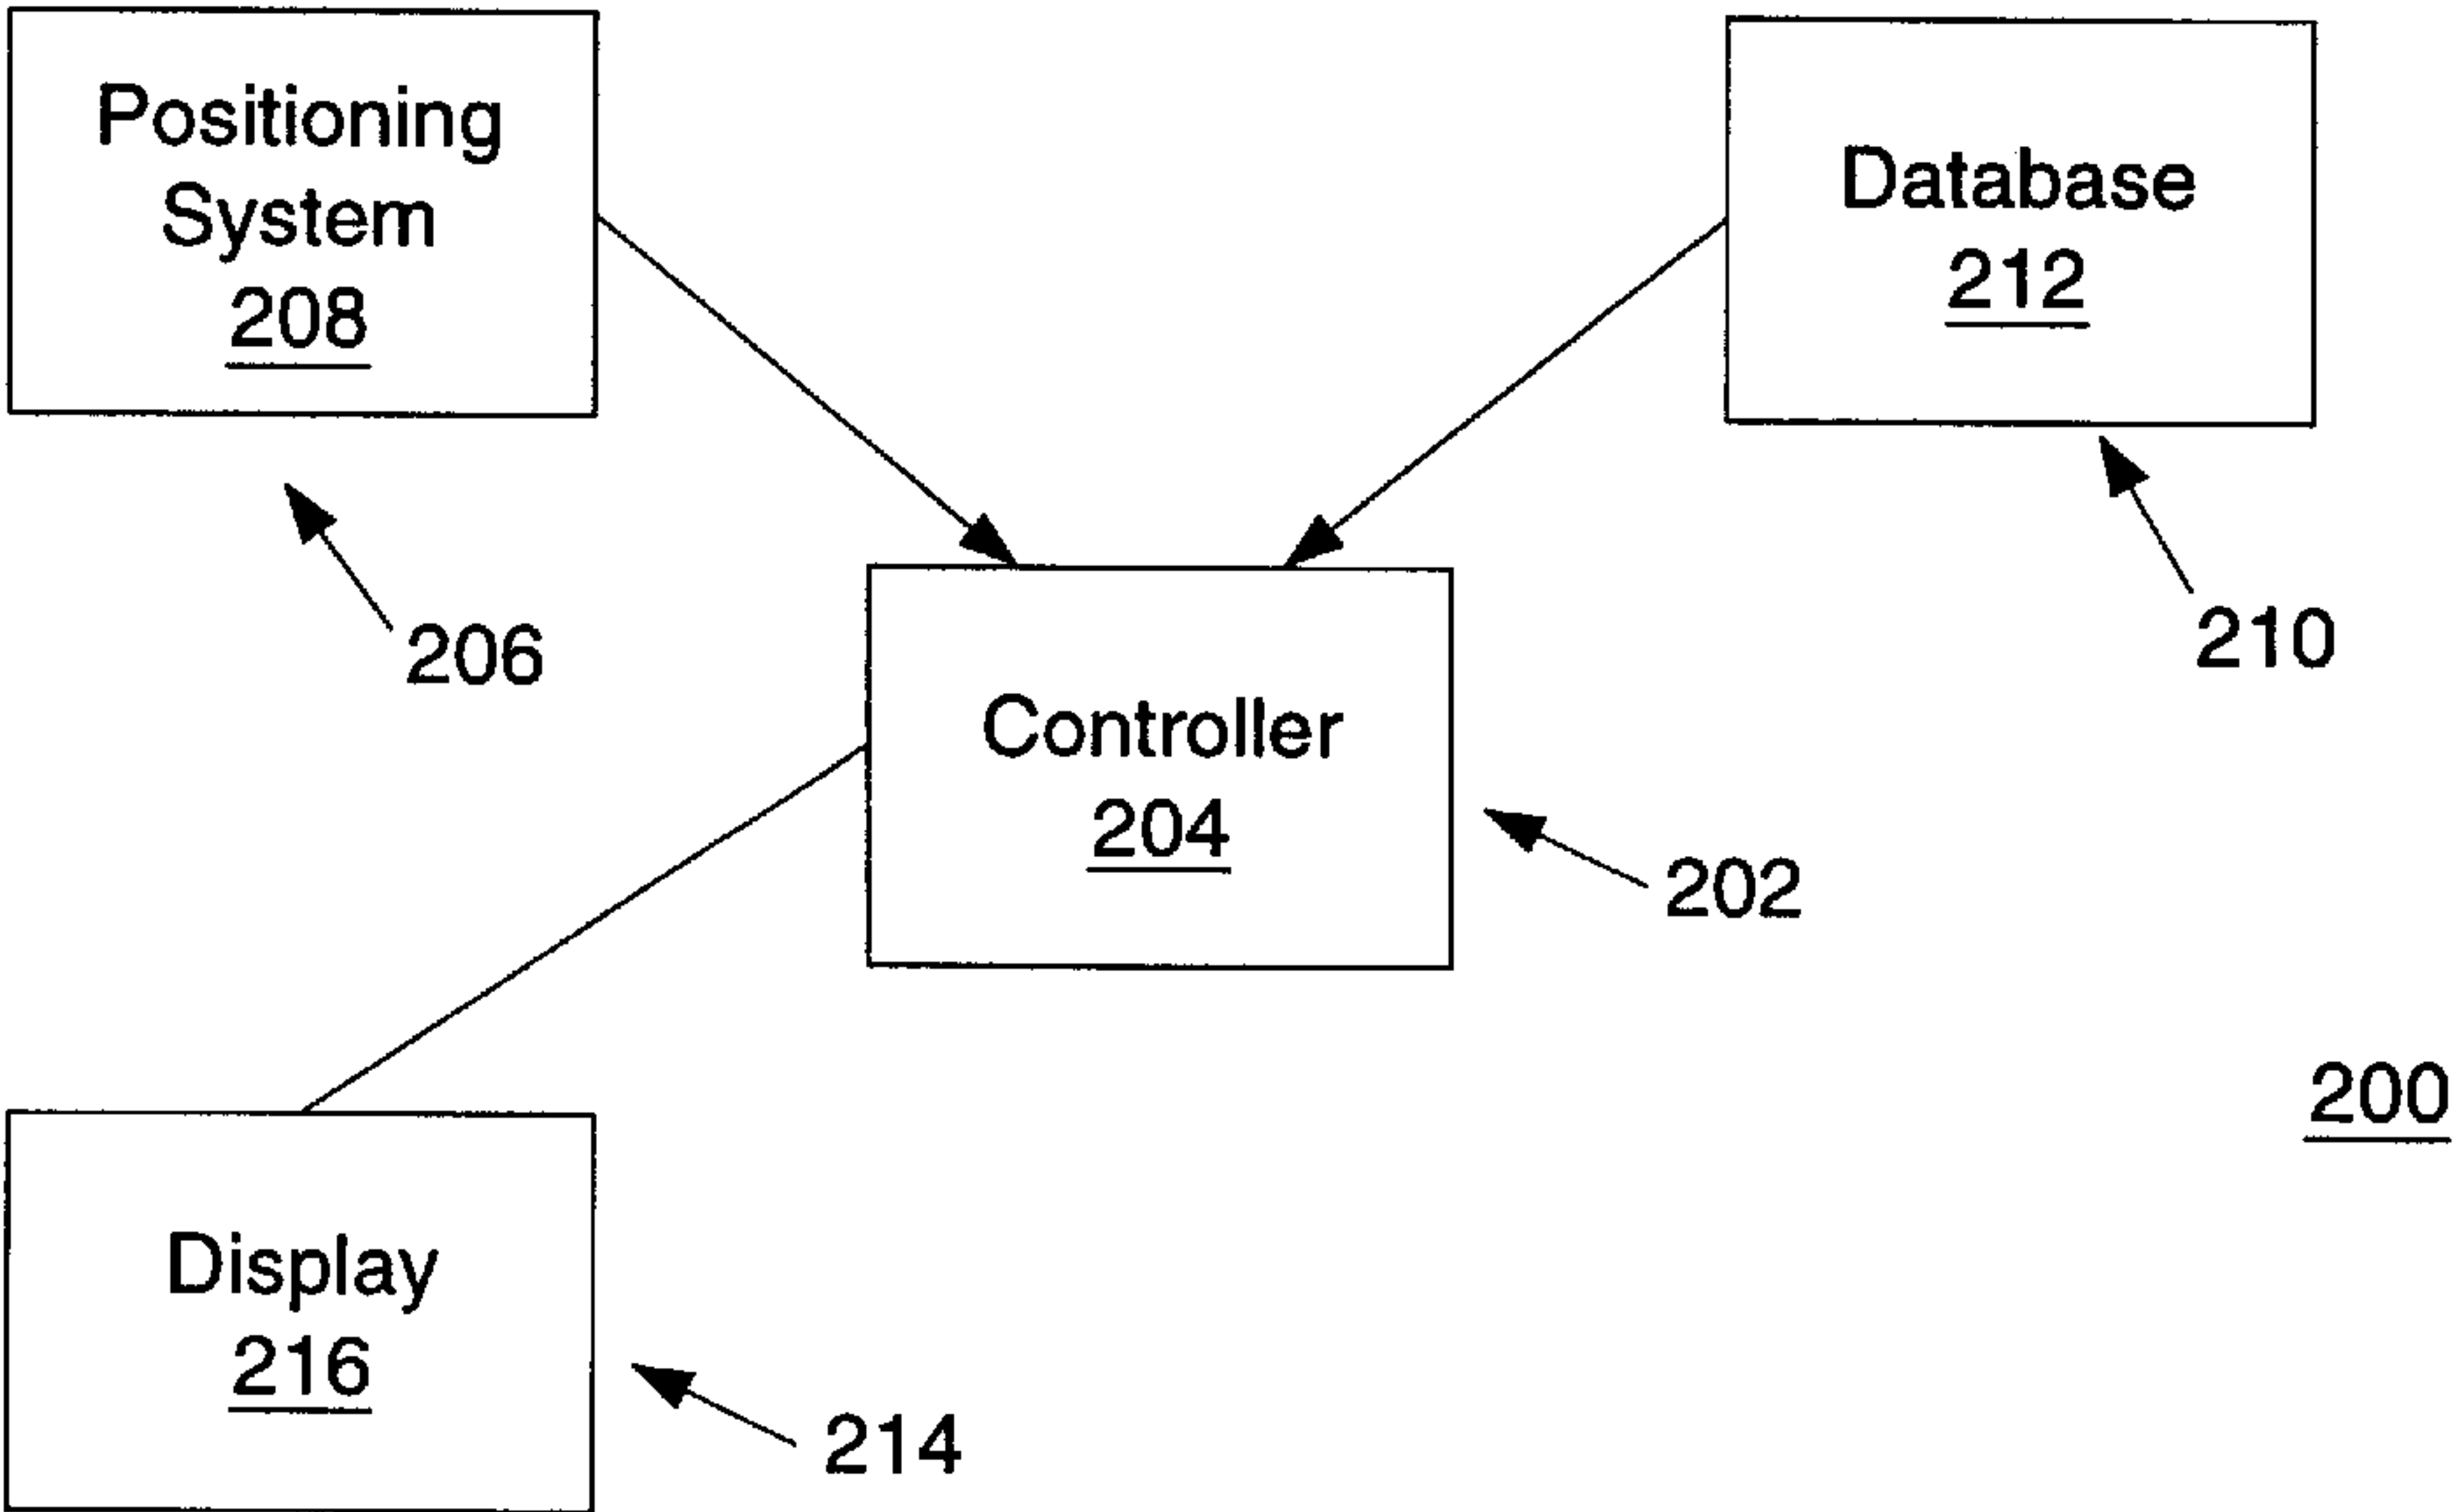 Positioning
System
208
Database
212
206
210
Controller
204
202
200
Display
216
214